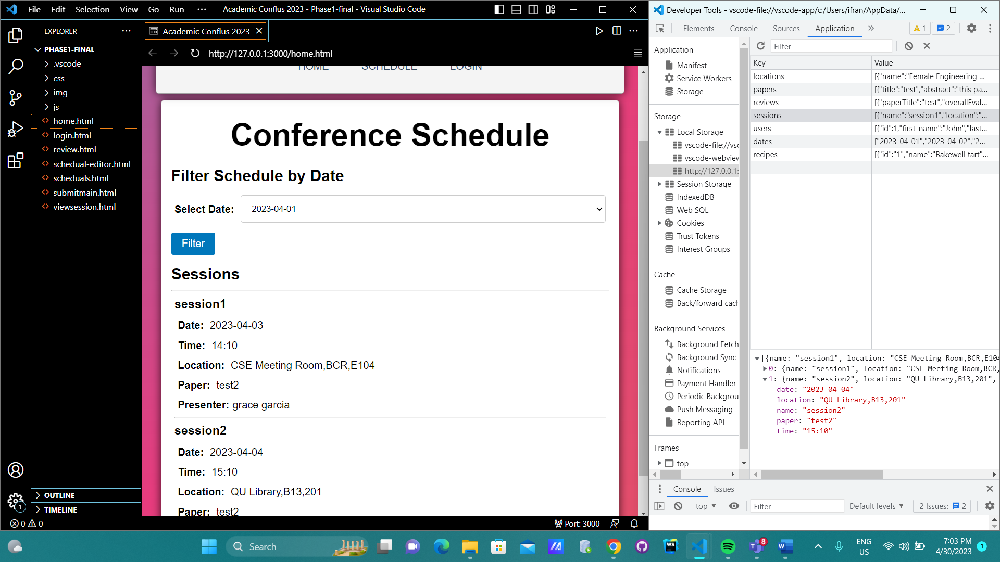 File Edit Selection View Go Run ··· Academic Conflus 2023 - Phase1-final - Visual Studio Code
EXPLORER ···
PHASE1-FINAL
.vscode
css
img
js
home.html
login.html
review.html
schedual-editor.html
scheduals.html
submitmain.html
viewsession.html
OUTLINE
TIMELINE
1
Academic Conflus 2023
http://127.0.0.1:3000/home.html
HOME SCHEDULE LOGIN
Conference Schedule
Filter Schedule by Date
Select Date: 2023-04-01
Filter
Sessions
session1
Date: 2023-04-03
Time: 14:10
Location: CSE Meeting Room,BCR,E104
Paper: test2
Presenter: grace garcia
session2
Date: 2023-04-04
Time: 15:10
Location: QU Library,B13,201
Paper: test2
0 0
Port: 3000
Developer Tools - vscode-file://vscode-app/c:/Users/ifran/AppData/...
Elements Console Sources Application » 1 2
Application
Manifest
Service Workers
Storage
Storage
Local Storage
vscode-file://vsc
vscode-webview
http://127.0.0.1:
Session Storage
IndexedDB
Web SQL
Cookies
Trust Tokens
Interest Groups
Cache
Cache Storage
Back/forward cach
Background Services
Background Fetch
Background Sync
Notifications
Payment Handler
Periodic Backgrou
Push Messaging
Reporting API
Frames
top
Filter
Key Value
locations [{"name":"Female Engineering ...
papers [{"title":"test","abstract":"this pa...
reviews [{"paperTitle":"test","overallEval...
sessions [{"name":"session1","location":"...
users [{"id":1,"first_name":"John","last...
dates ["2023-04-01","2023-04-02","2...
recipes [{"id":"1","name":"Bakewell tart"...
[{name: "session1", location: "CSE Meeting Room,BCR,E104
0: {name: "session1", location: "CSE Meeting Room,BCR,
1: {name: "session2", location: "QU Library,B13,201",
date: "2023-04-04"
location: "QU Library,B13,201"
name: "session2"
paper: "test2"
time: "15:10"
Console Issues
top Filter Default levels 2 Issues: 2
Search
WS
8
W
ENG
US
7:03 PM
4/30/2023
1